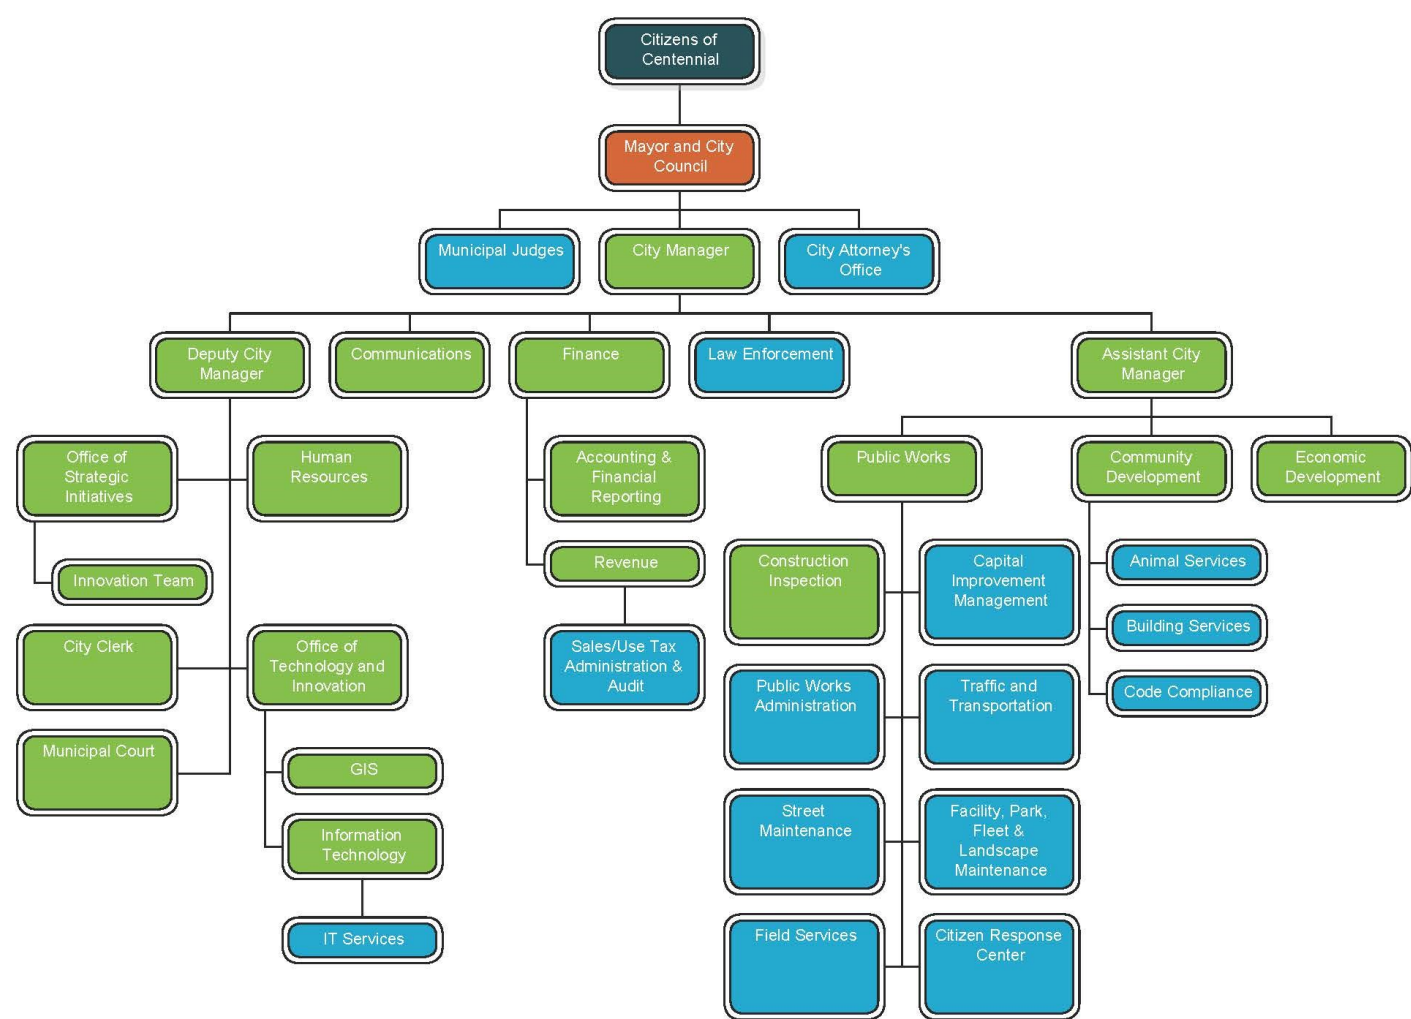 Citizens of
Centennial
Mayor and City
Council
Municipal Judges
City Manager
City Attorney's
Office
Deputy City
Manager
Communications
Finance
Law Enforcement
Assistant City
Manager
Office of
Strategic
Initiatives
Human
Resources
Accounting &
Financial
Reporting
Public Works
Community
Development
Economic
Development
Innovation Team
Revenue
Construction
Inspection
Capital
Improvement
Management
Animal Services
Building Services
Code Compliance
City Clerk
Office of
Technology and
Innovation
Sales/Use Tax
Administration &
Audit
Public Works
Administration
Traffic and
Transportation
Municipal Court
GIS
Information
Technology
Street
Maintenance
Facility, Park,
Fleet &
Landscape
Maintenance
IT Services
Field Services
Citizen Response
Center